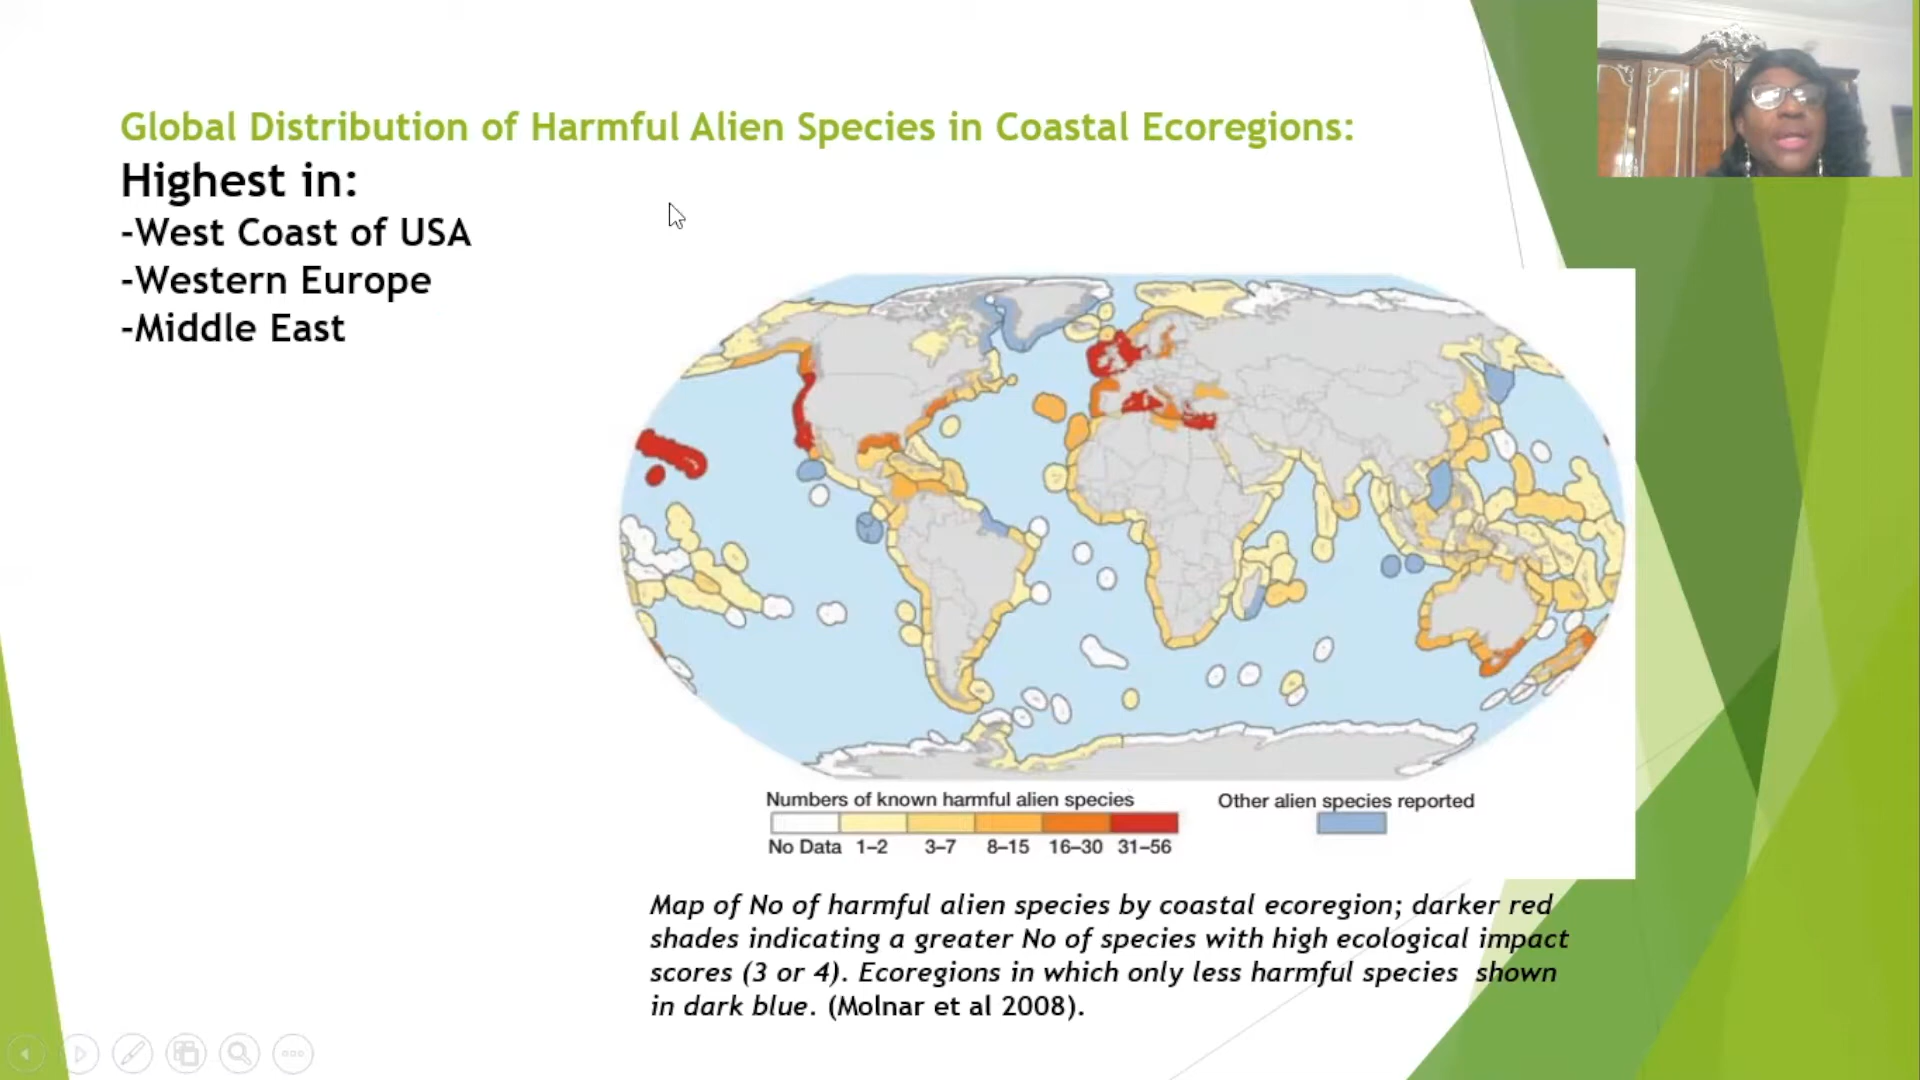 Global Distribution of Harmful Alien Species in Coastal Ecoregions:
Highest in:
-West Coast of USA
-Western Europe
-Middle East
Numbers of known harmful alien species
No Data 1–2 3–7 8–15 16–30 31–56
Other alien species reported
Map of No of harmful alien species by coastal ecoregion; darker red
shades indicating a greater No of species with high ecological impact
scores (3 or 4). Ecoregions in which only less harmful species shown
in dark blue. (Molnar et al 2008).